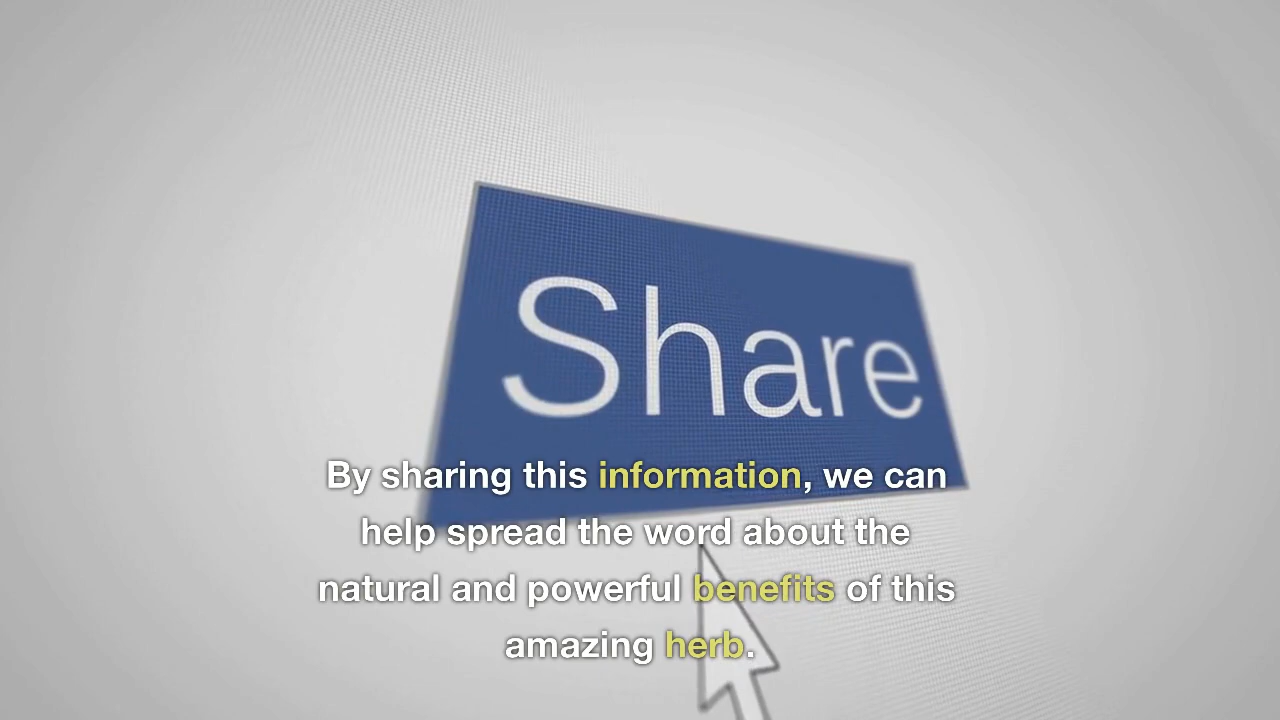 Share
By sharing this information, we can
help spread the word about the
natural and powerful benefits of this
amazing herb.